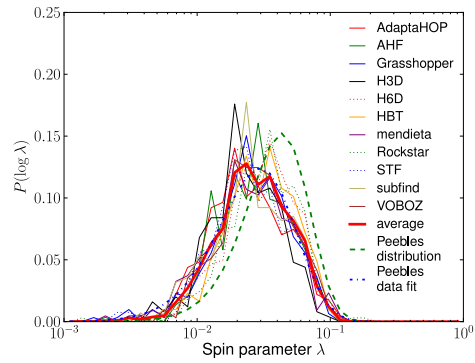 0.25
0.20
0.15
0.10
0.05
0.00
P(log λ)
10⁻³
10⁻²
10⁻¹
10⁰
Spin parameter λ
AdaptaHOP
AHF
Grasshopper
H3D
H6D
HBT
mendieta
Rockstar
STF
subfind
VOBOZ
average
Peebles
distribution
Peebles
data fit